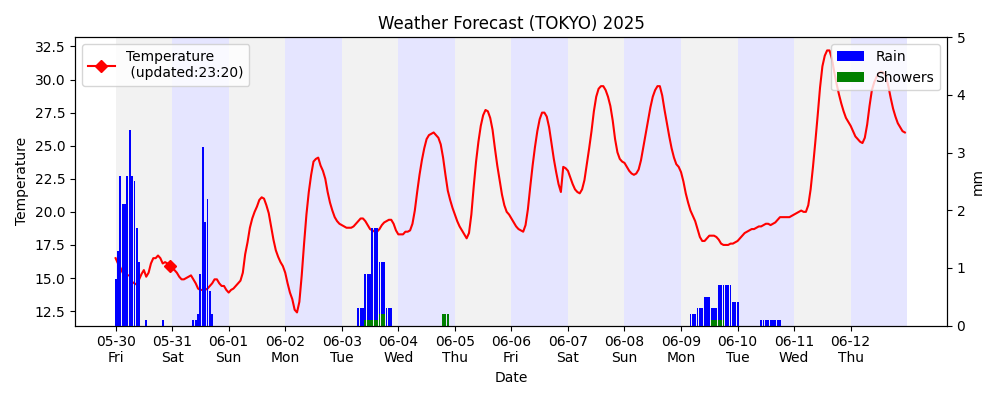 Weather Forecast (TOKYO) 2025
Temperature
(updated:23:20)
Rain
Showers
Temperature
32.5
30.0
27.5
25.0
22.5
20.0
17.5
15.0
12.5
5
4
3
2
1
0
mm
05-30 05-31 06-01 06-02 06-03 06-04 06-05 06-06 06-07 06-08 06-09 06-10 06-11 06-12
Fri Sat Sun Mon Tue Wed Thu Fri Sat Sun Mon Tue Wed Thu
Date